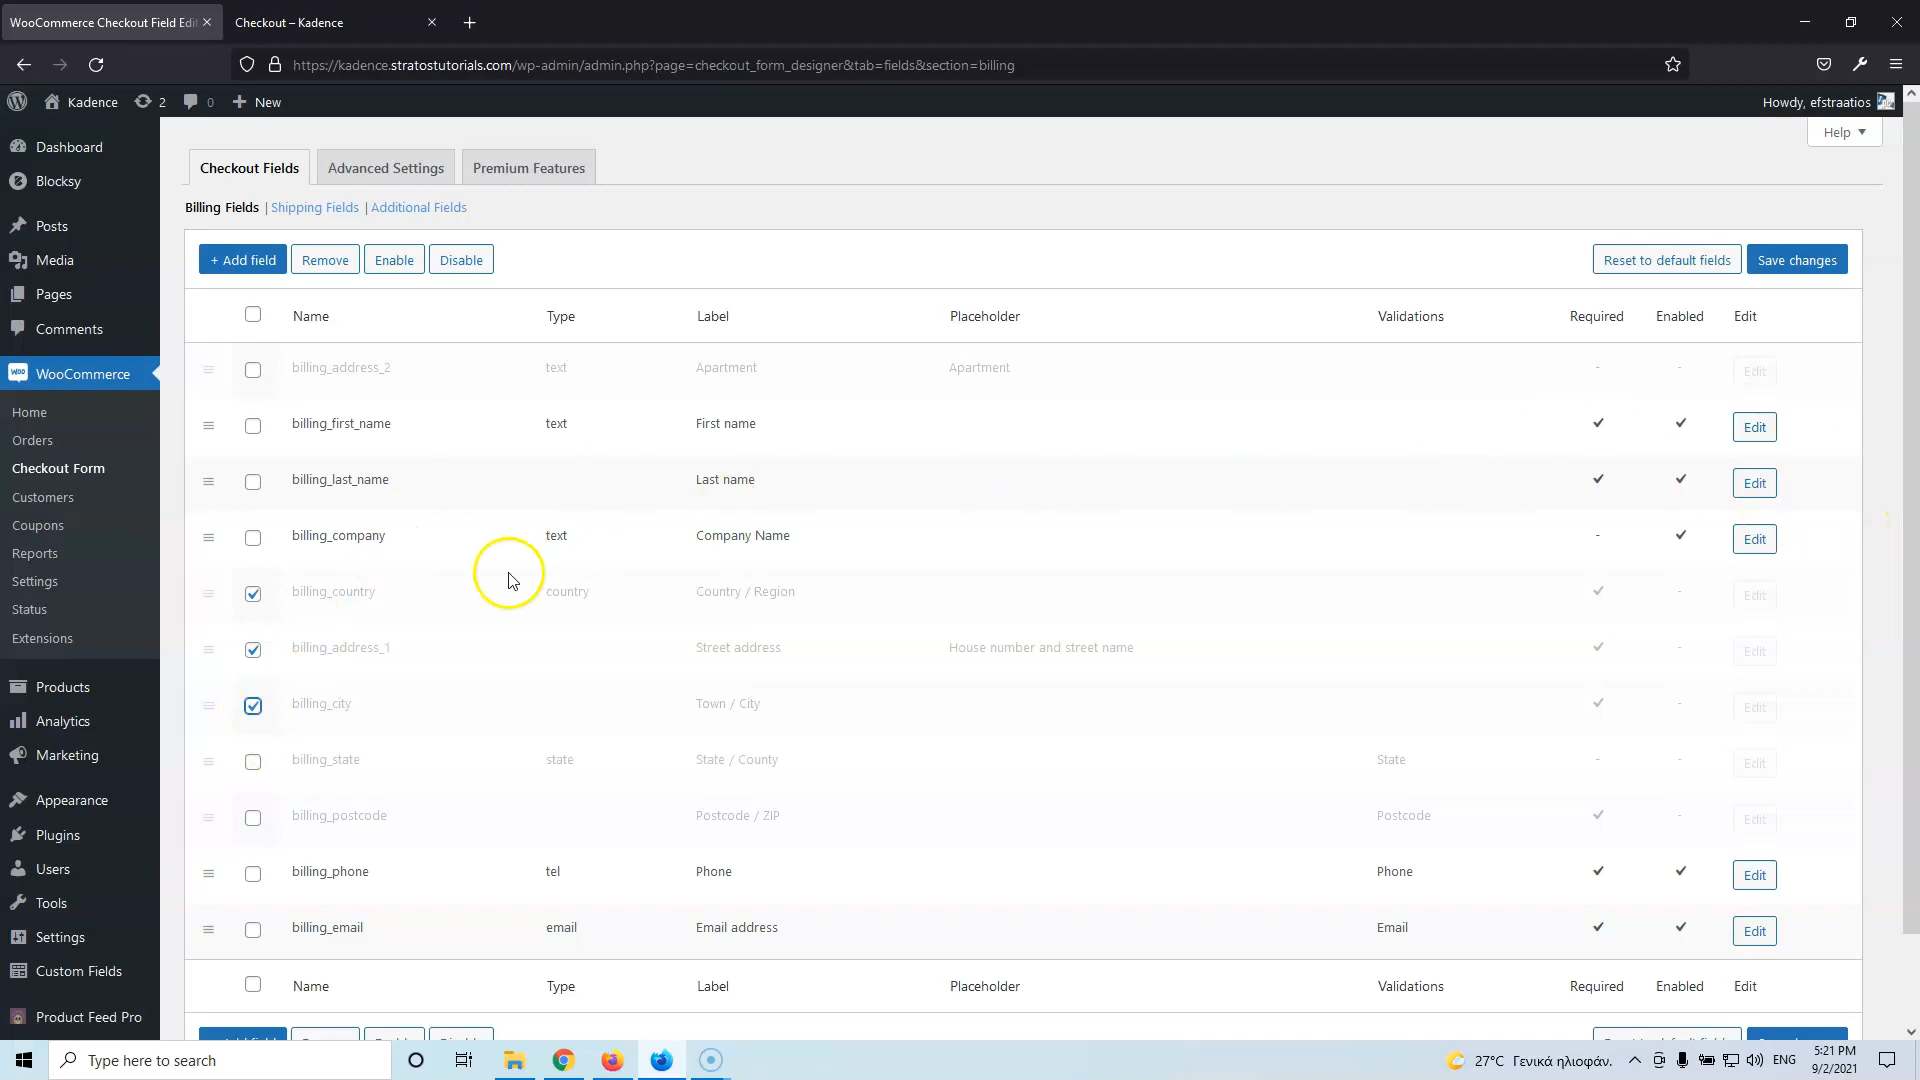 WooCommerce Checkout Field Edi
Checkout – Kadence
https://kadence.stratostutorials.com/wp-admin/admin.php?page=checkout_form_designer&tab=fields&section=billing
Kadence 2 0 New
Howdy, efstraatios
Help
Dashboard
Blocksy
Posts
Media
Pages
Comments
WooCommerce
Home
Orders
Checkout Form
Customers
Coupons
Reports
Settings
Status
Extensions
Products
Analytics
Marketing
Appearance
Plugins
Users
Tools
Settings
Custom Fields
Product Feed Pro
Checkout Fields Advanced Settings Premium Features
Billing Fields | Shipping Fields | Additional Fields
+ Add field Remove Enable Disable Reset to default fields Save changes
Name Type Label Placeholder Validations Required Enabled Edit
billing_address_2 text Apartment Apartment - - Edit
billing_first_name text First name Edit
billing_last_name Last name Edit
billing_company text Company Name - Edit
billing_country country Country / Region - Edit
billing_address_1 Street address House number and street name - Edit
billing_city Town / City - Edit
billing_state state State / County State - - Edit
billing_postcode Postcode / ZIP Postcode - Edit
billing_phone tel Phone Phone Edit
billing_email email Email address Email Edit
Name Type Label Placeholder Validations Required Enabled Edit
Type here to search
27°C Γενικά ηλιοφάν.
ENG
5:21 PM
9/2/2021